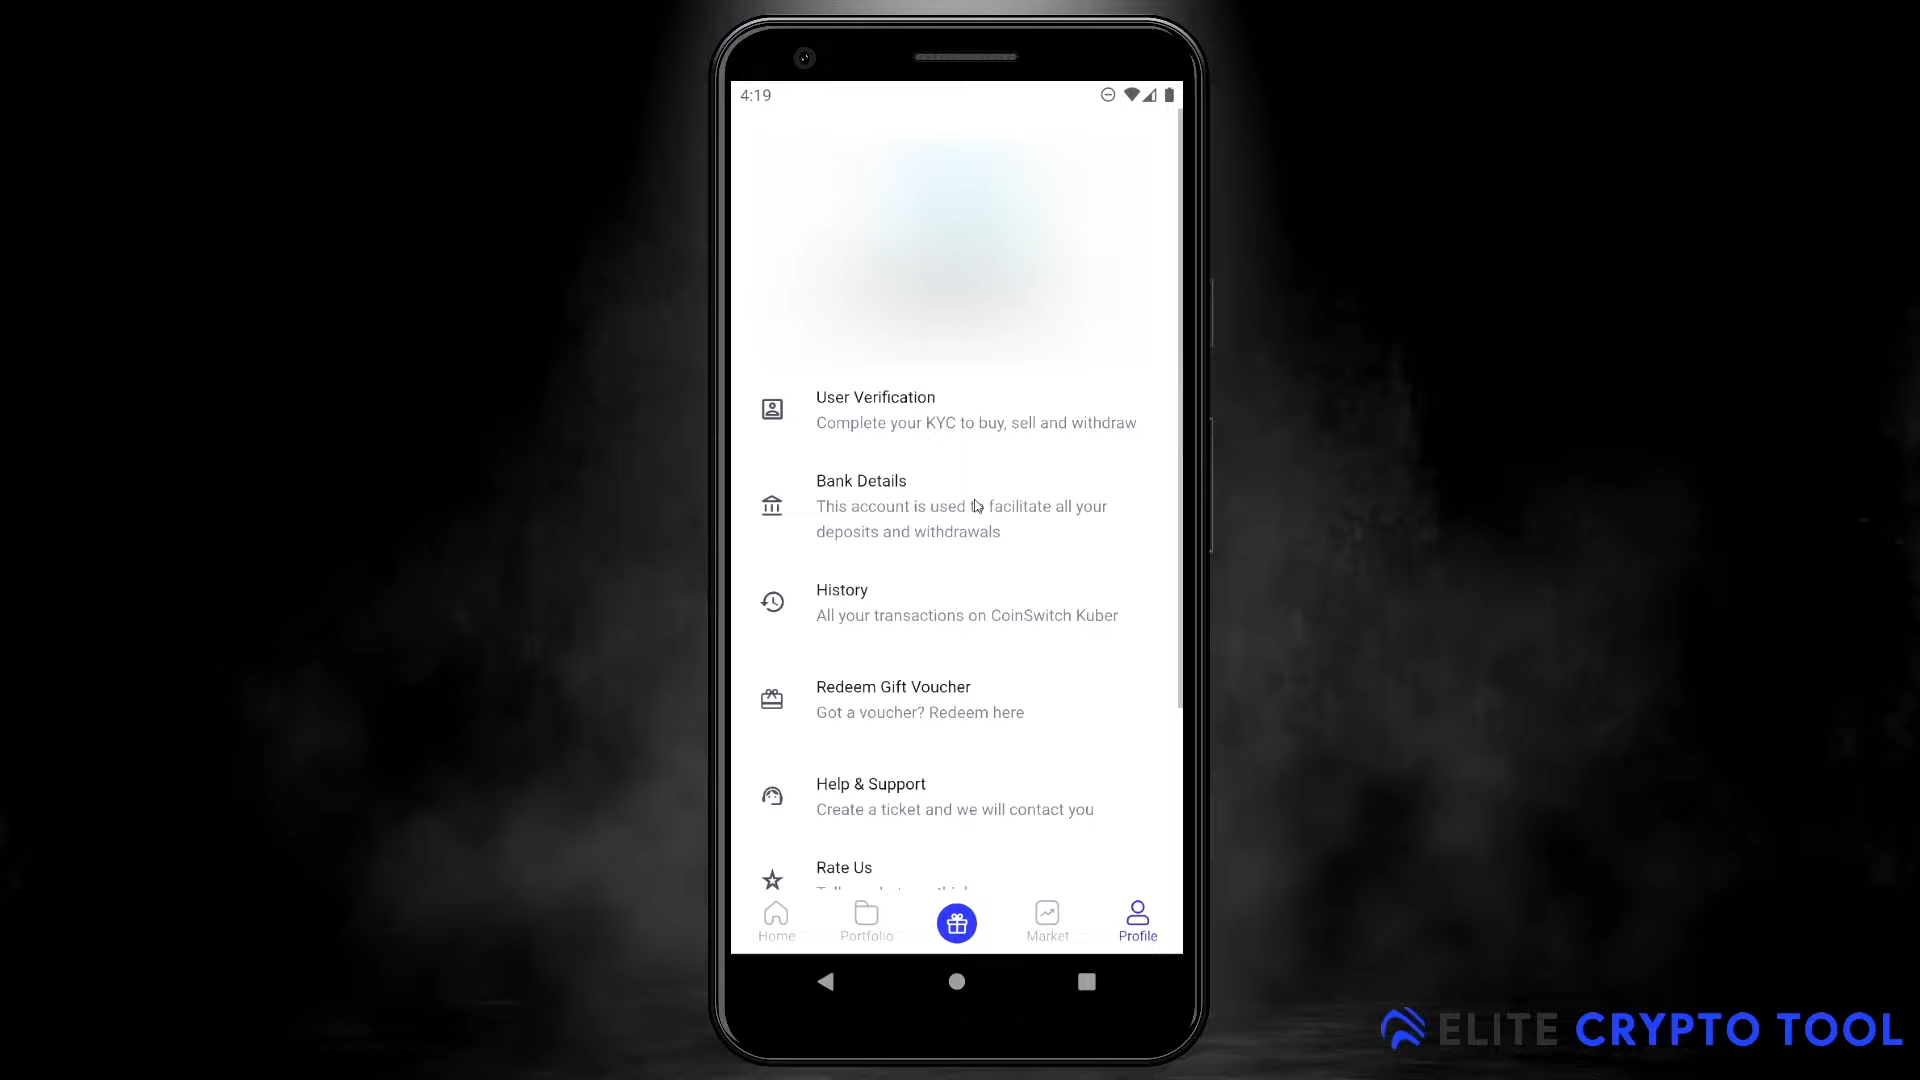 4:19
User Verification
Complete your KYC to buy, sell and withdraw
Bank Details
This account is used to facilitate all your
deposits and withdrawals
History
All your transactions on CoinSwitch Kuber
Redeem Gift Voucher
Got a voucher? Redeem here
Help & Support
Create a ticket and we will contact you
Rate Us
Home
Portfolio
Market
Profile
ELITE CRYPTO TOOL